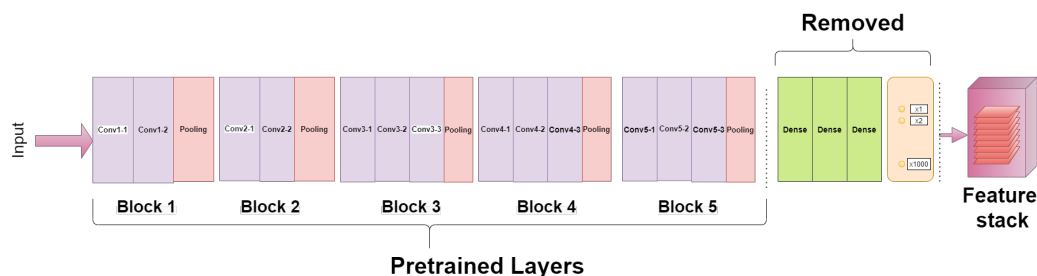 Removed
Input
Conv1-1 Conv1-2 Pooling
Conv2-1 Conv2-2 Pooling
Conv3-1 Conv3-2 Conv3-3 Pooling
Conv4-1 Conv4-2 Conv4-3 Pooling
Conv5-1 Conv5-2 Conv5-3 Pooling
Dense Dense Dense
x1
x2
x1000
Block 1
Block 2
Block 3
Block 4
Block 5
Feature
stack
Pretrained Layers